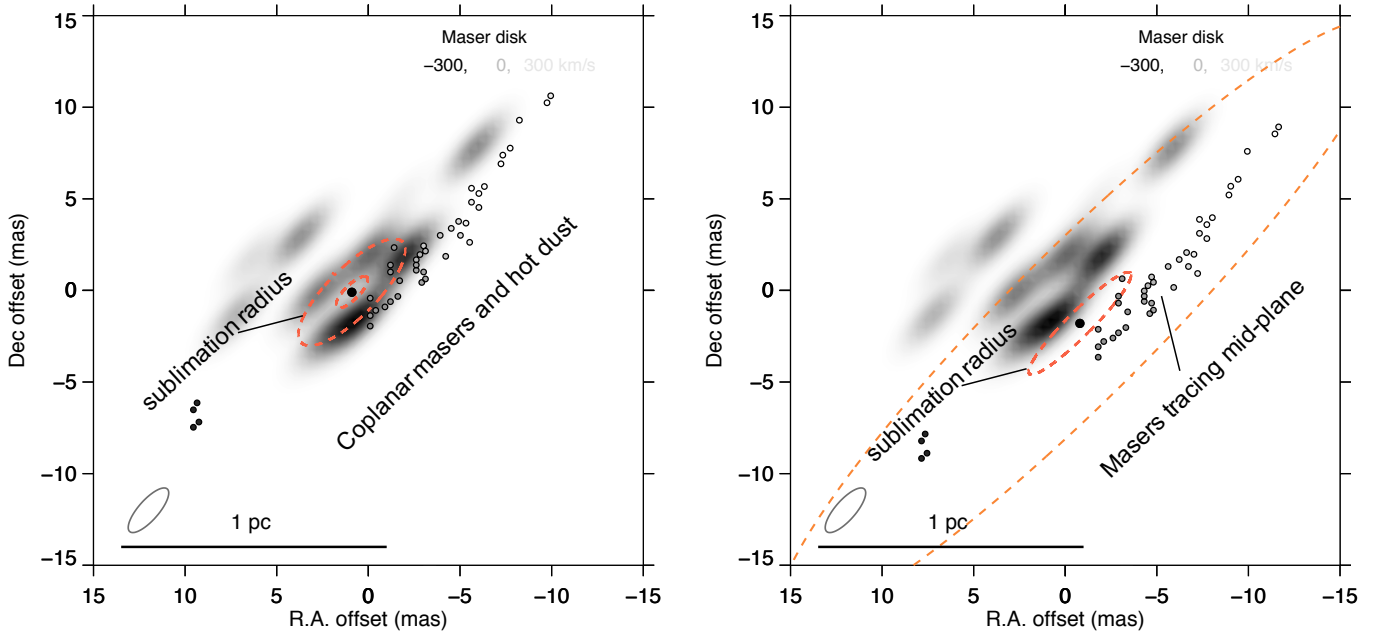 Maser disk
−300, 0, 300 km/s
15
10
5
0
−5
−10
−15
Dec offset (mas)
sublimation radius
Coplanar masers and hot dust
1 pc
15 10 5 0 −5 −10 −15
R.A. offset (mas)
Maser disk
−300, 0, 300 km/s
15
10
5
0
−5
−10
−15
Dec offset (mas)
sublimation radius
Masers tracing mid-plane
1 pc
15 10 5 0 −5 −10 −15
R.A. offset (mas)